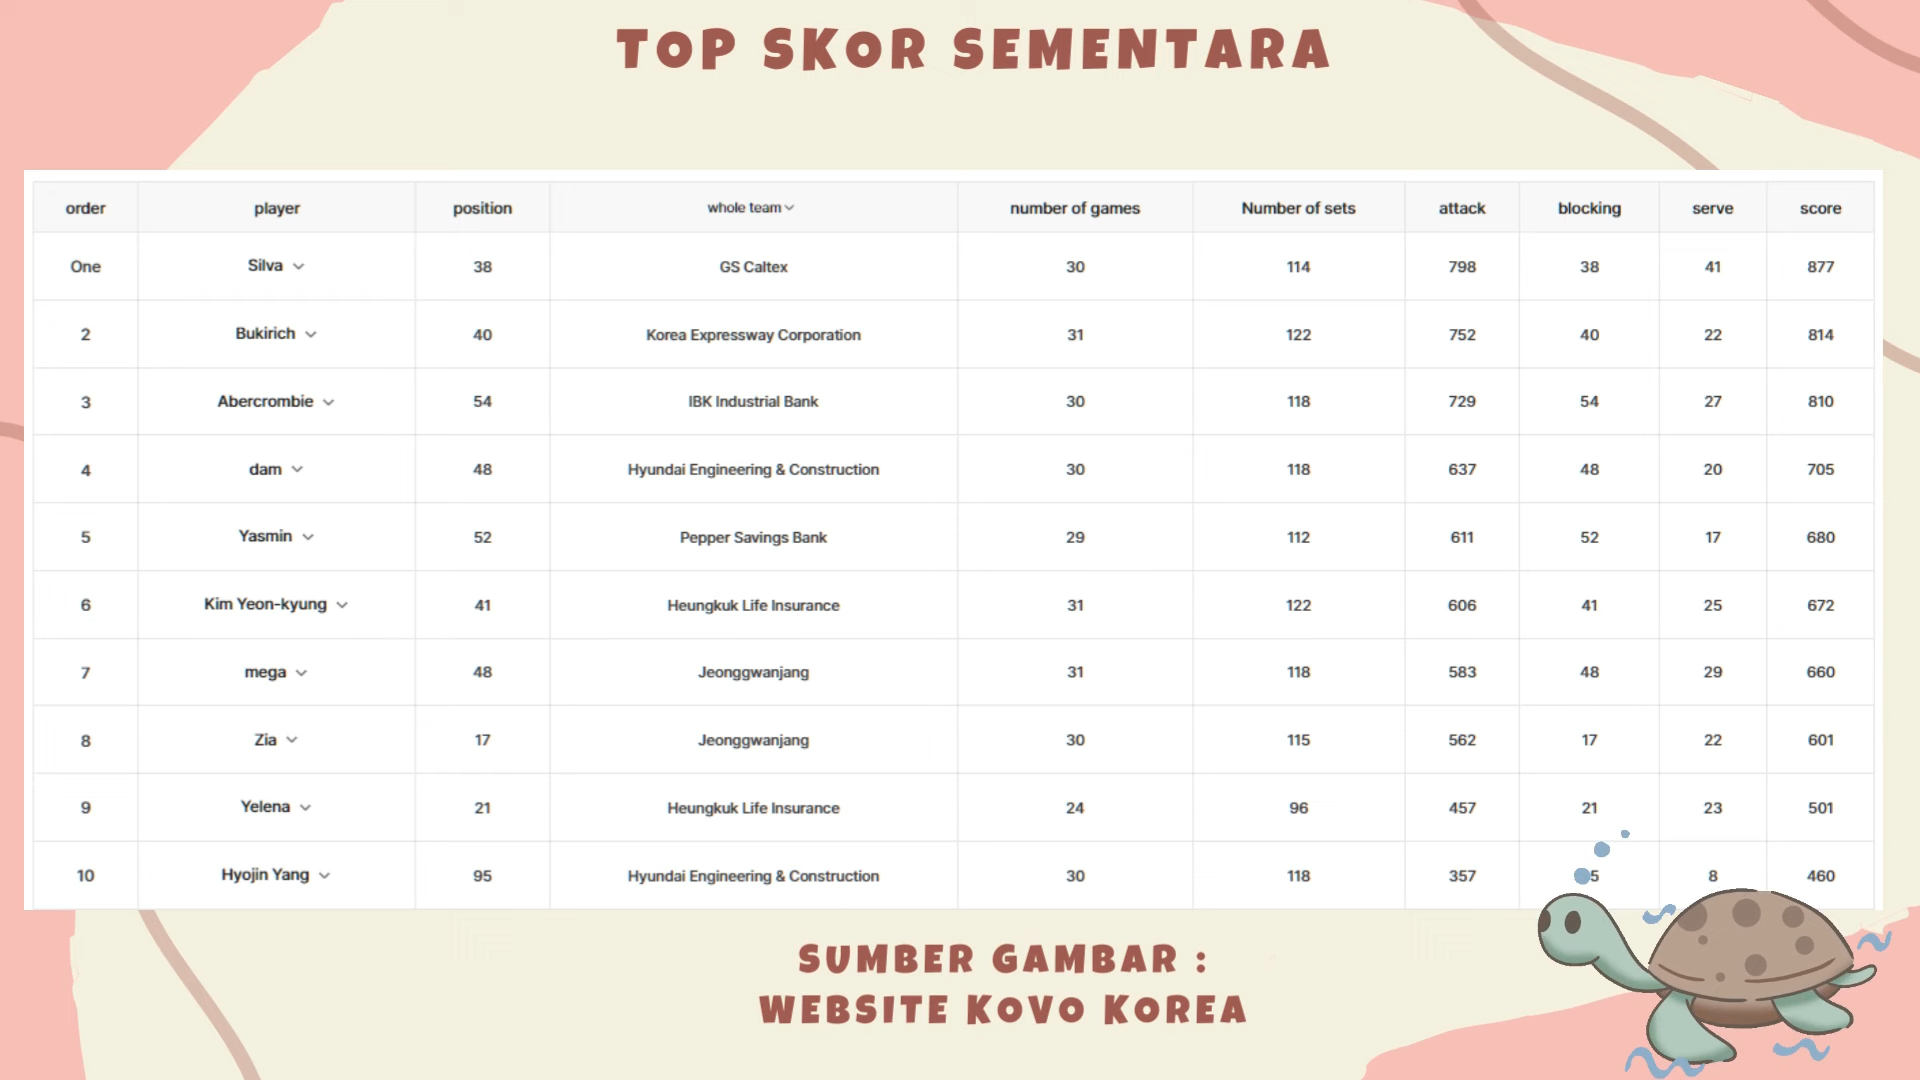 TOP SKOR SEMENTARA
order player position whole team number of games Number of sets attack blocking serve score
One Silva 38 GS Caltex 30 114 798 38 41 877
2 Bukirich 40 Korea Expressway Corporation 31 122 752 40 22 814
3 Abercrombie 54 IBK Industrial Bank 30 118 729 54 27 810
4 dam 48 Hyundai Engineering & Construction 30 118 637 48 20 705
5 Yasmin 52 Pepper Savings Bank 29 112 611 52 17 680
6 Kim Yeon-kyung 41 Heungkuk Life Insurance 31 122 606 41 25 672
7 mega 48 Jeonggwanjang 31 118 583 48 29 660
8 Zia 17 Jeonggwanjang 30 115 562 17 22 601
9 Yelena 21 Heungkuk Life Insurance 24 96 457 21 23 501
10 Hyojin Yang 95 Hyundai Engineering & Construction 30 118 357 8 460
SUMBER GAMBAR :
WEBSITE KOVO KOREA